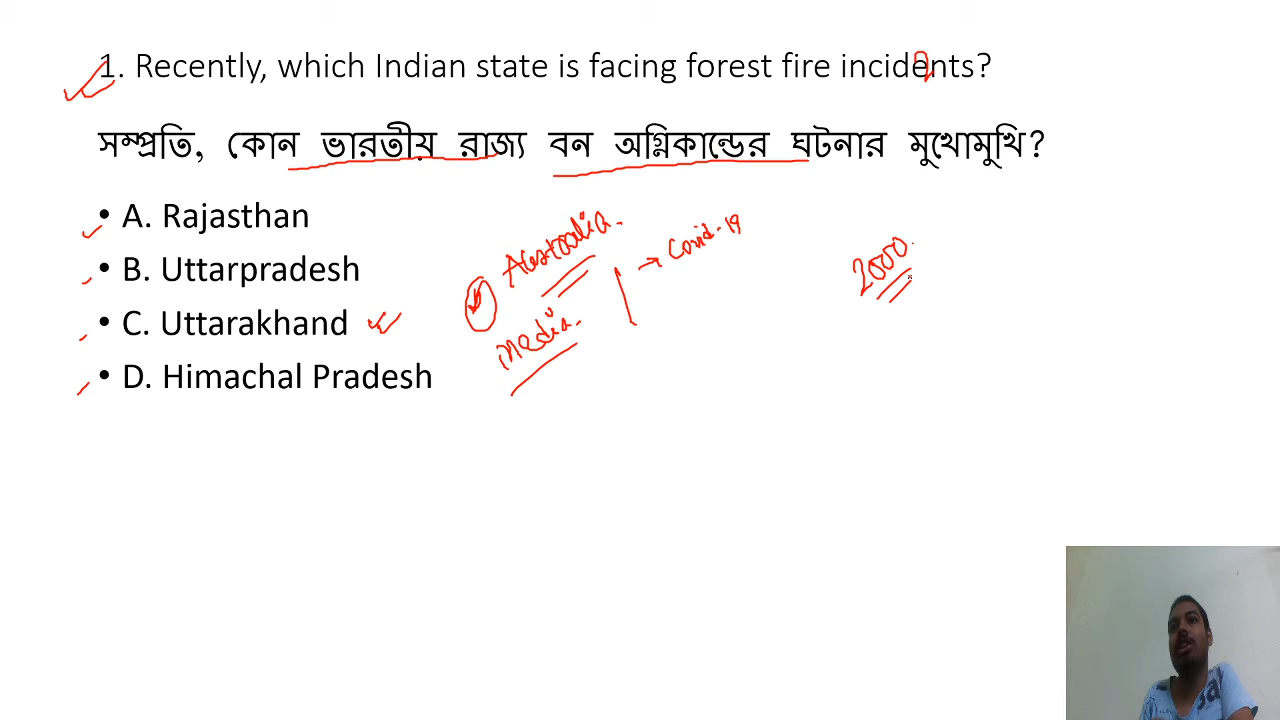 1. Recently, which Indian state is facing forest fire incidents?
সম্প্রতি, কোন ভারতীয় রাজ্য বন অগ্নিকান্ডের ঘটনার মুখোমুখি?
• A. Rajasthan
• B. Uttarpradesh
• C. Uttarakhand
• D. Himachal Pradesh
Australia.
→ Covid-19
media.
2000.